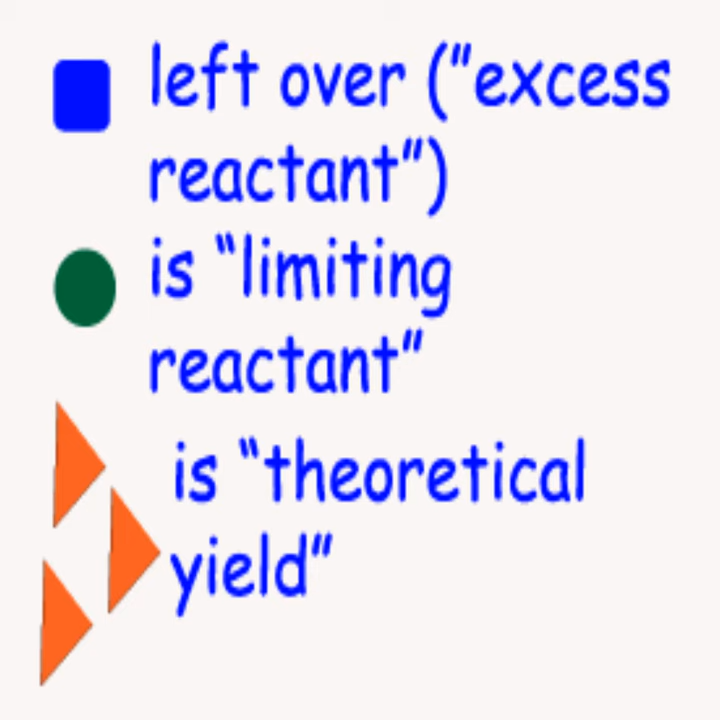 left over (”excess
reactant”)
is “limiting
reactant”
is “theoretical
yield”